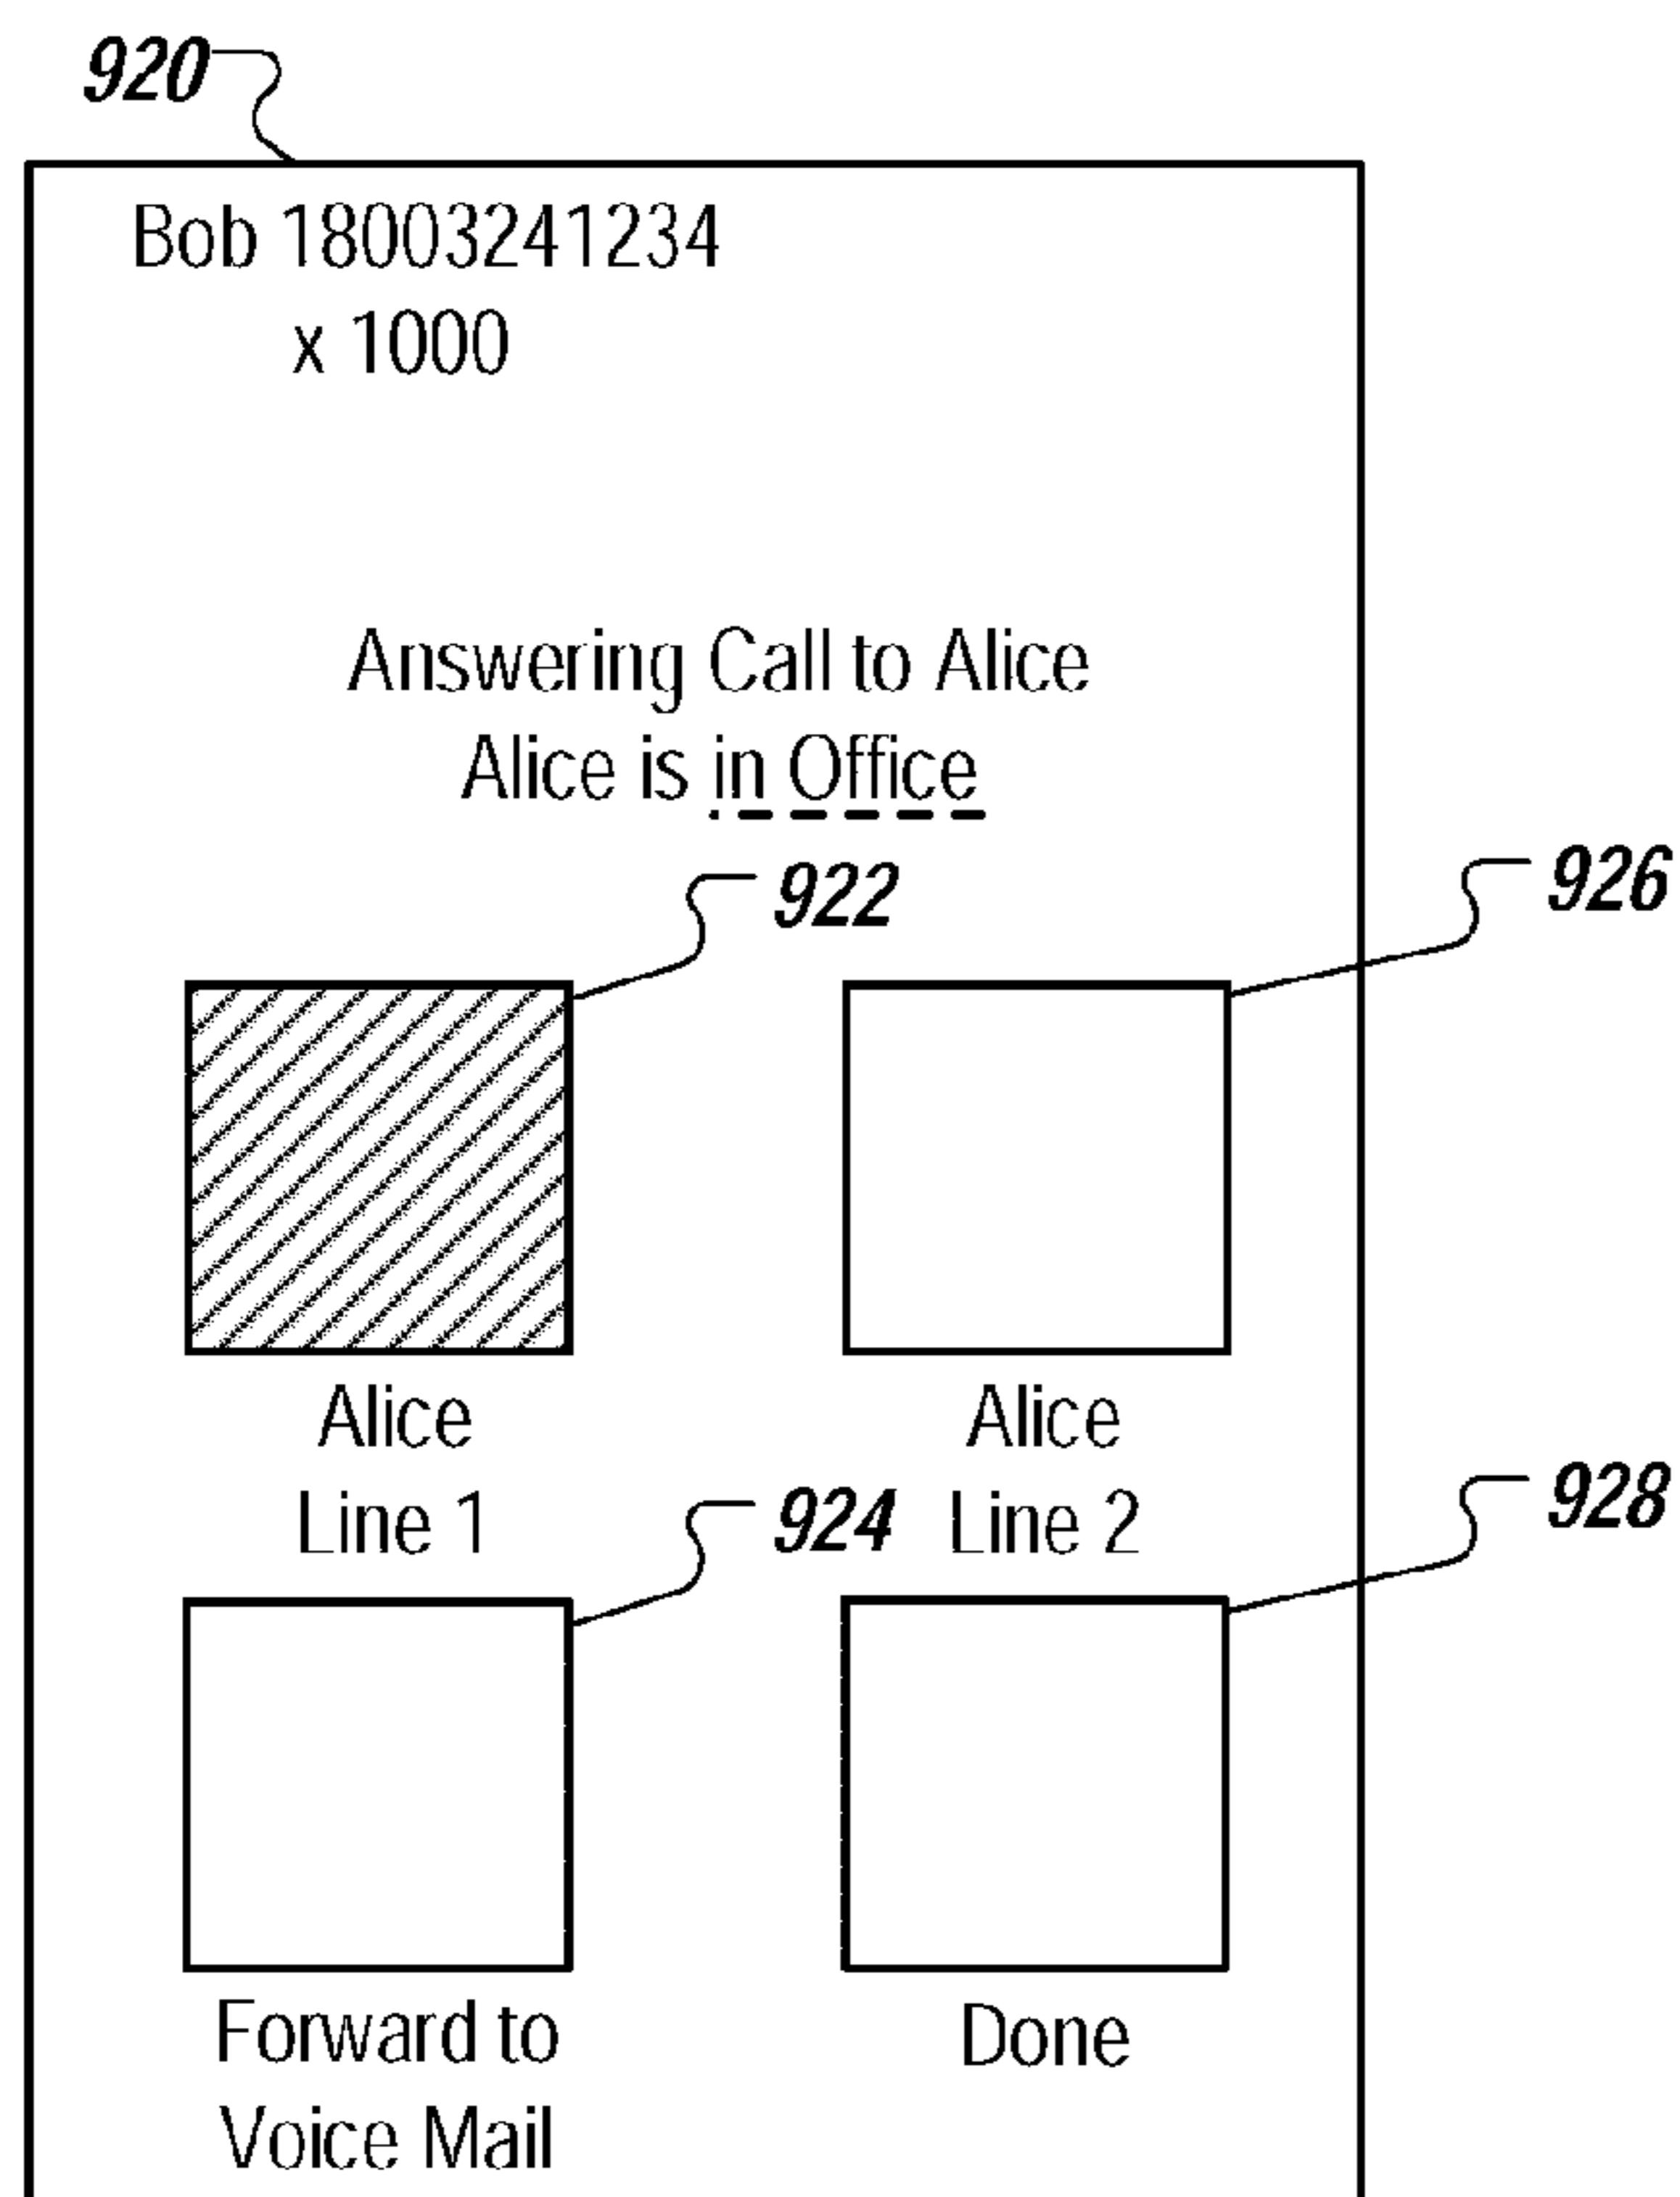 920
Bob 18003241234
x 1000
Answering Call to Alice
Alice is in Office
922
926
Alice
Line 1
Alice
Line 2
924
928
Forward to
Voice Mail
Done